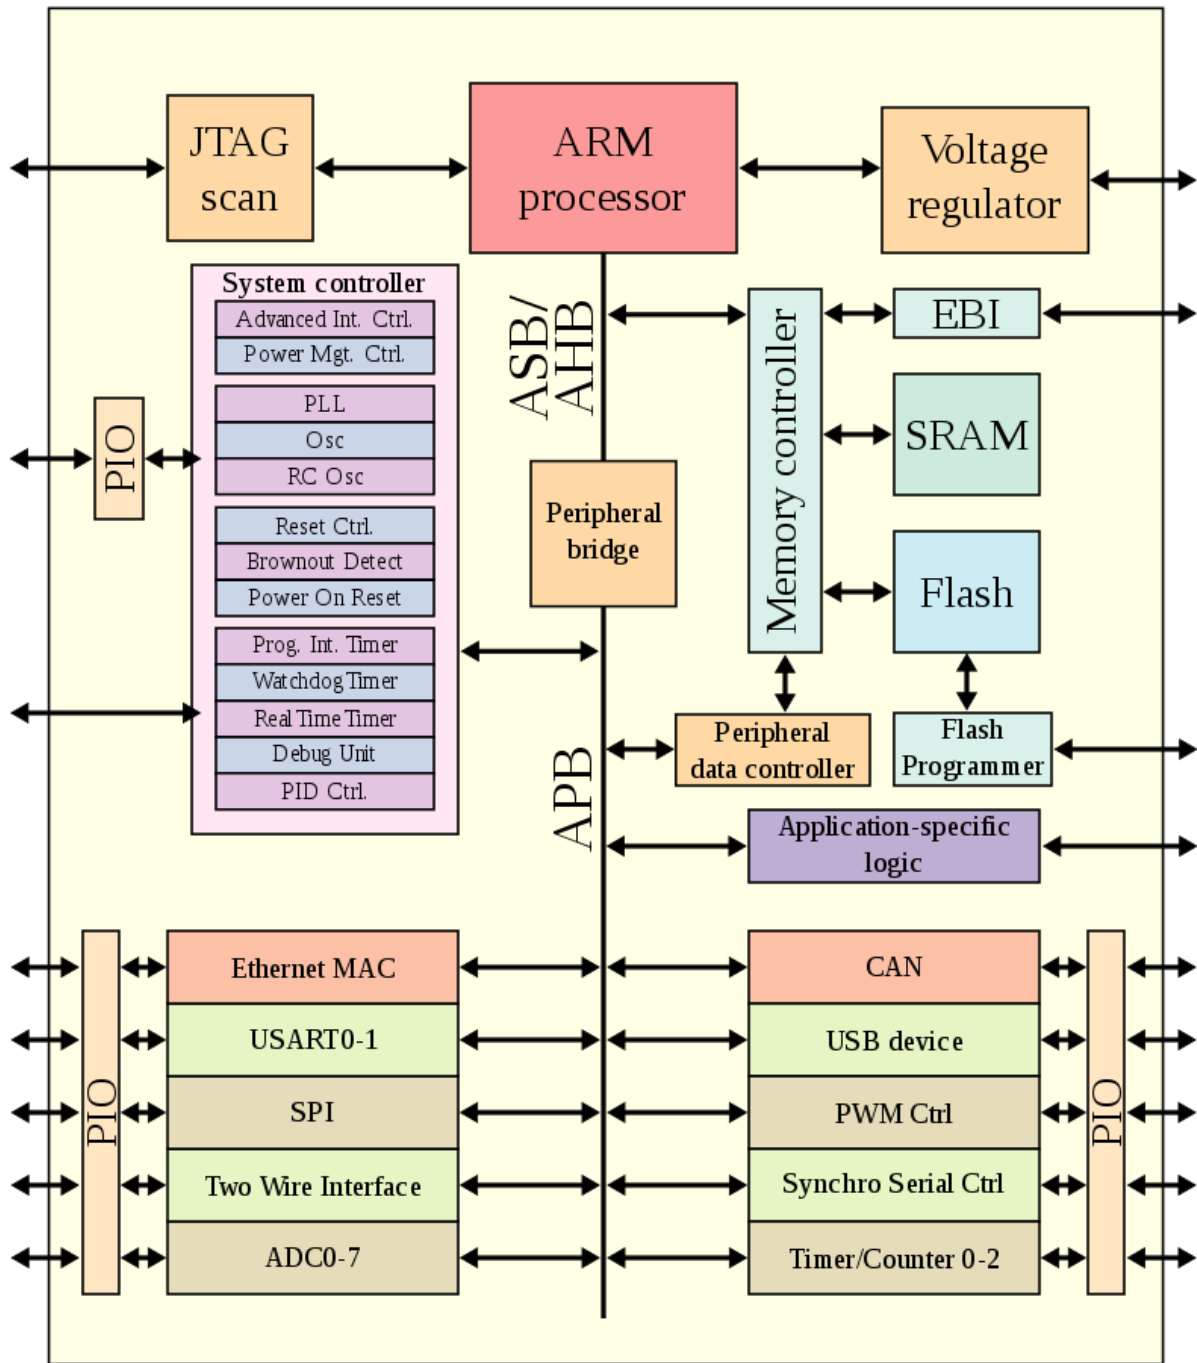 JTAG
scan
ARM
processor
Voltage
regulator
System controller
Advanced Int. Ctrl.
Power Mgt. Ctrl.
PLL
Osc
RC Osc
Reset Ctrl.
Brownout Detect
Power On Reset
Prog. Int. Timer
Watchdog Timer
Real Time Timer
Debug Unit
PID Ctrl.
PIO
ASB/
AHB
Peripheral
bridge
APB
Memory controller
EBI
SRAM
Flash
Peripheral
data controller
Flash
Programmer
Application-specific
logic
PIO
Ethernet MAC
USART0-1
SPI
Two Wire Interface
ADC0-7
CAN
USB device
PWM Ctrl
Synchro Serial Ctrl
Timer/Counter 0-2
PIO